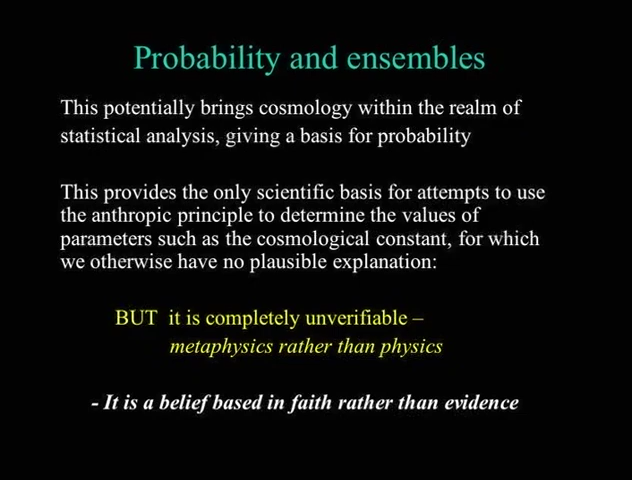 Probability and ensembles
This potentially brings cosmology within the realm of
statistical analysis, giving a basis for probability
This provides the only scientific basis for attempts to use
the anthropic principle to determine the values of
parameters such as the cosmological constant, for which
we otherwise have no plausible explanation:
BUT it is completely unverifiable –
metaphysics rather than physics
- It is a belief based in faith rather than evidence